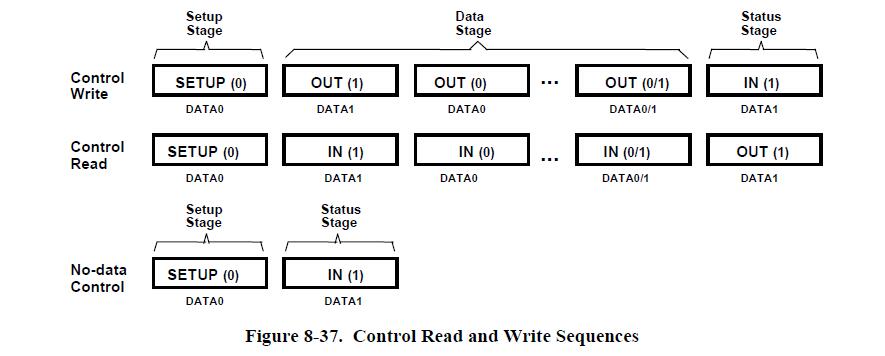 Setup Stage
Data Stage
Status Stage
Control Write
SETUP (0)
OUT (1)
OUT (0)
...
OUT (0/1)
IN (1)
DATA0
DATA1
DATA0
DATA0/1
DATA1
Control Read
SETUP (0)
IN (1)
IN (0)
...
IN (0/1)
OUT (1)
DATA0
DATA1
DATA0
DATA0/1
DATA1
Setup Stage
Status Stage
No-data Control
SETUP (0)
IN (1)
DATA0
DATA1
Figure 8-37. Control Read and Write Sequences